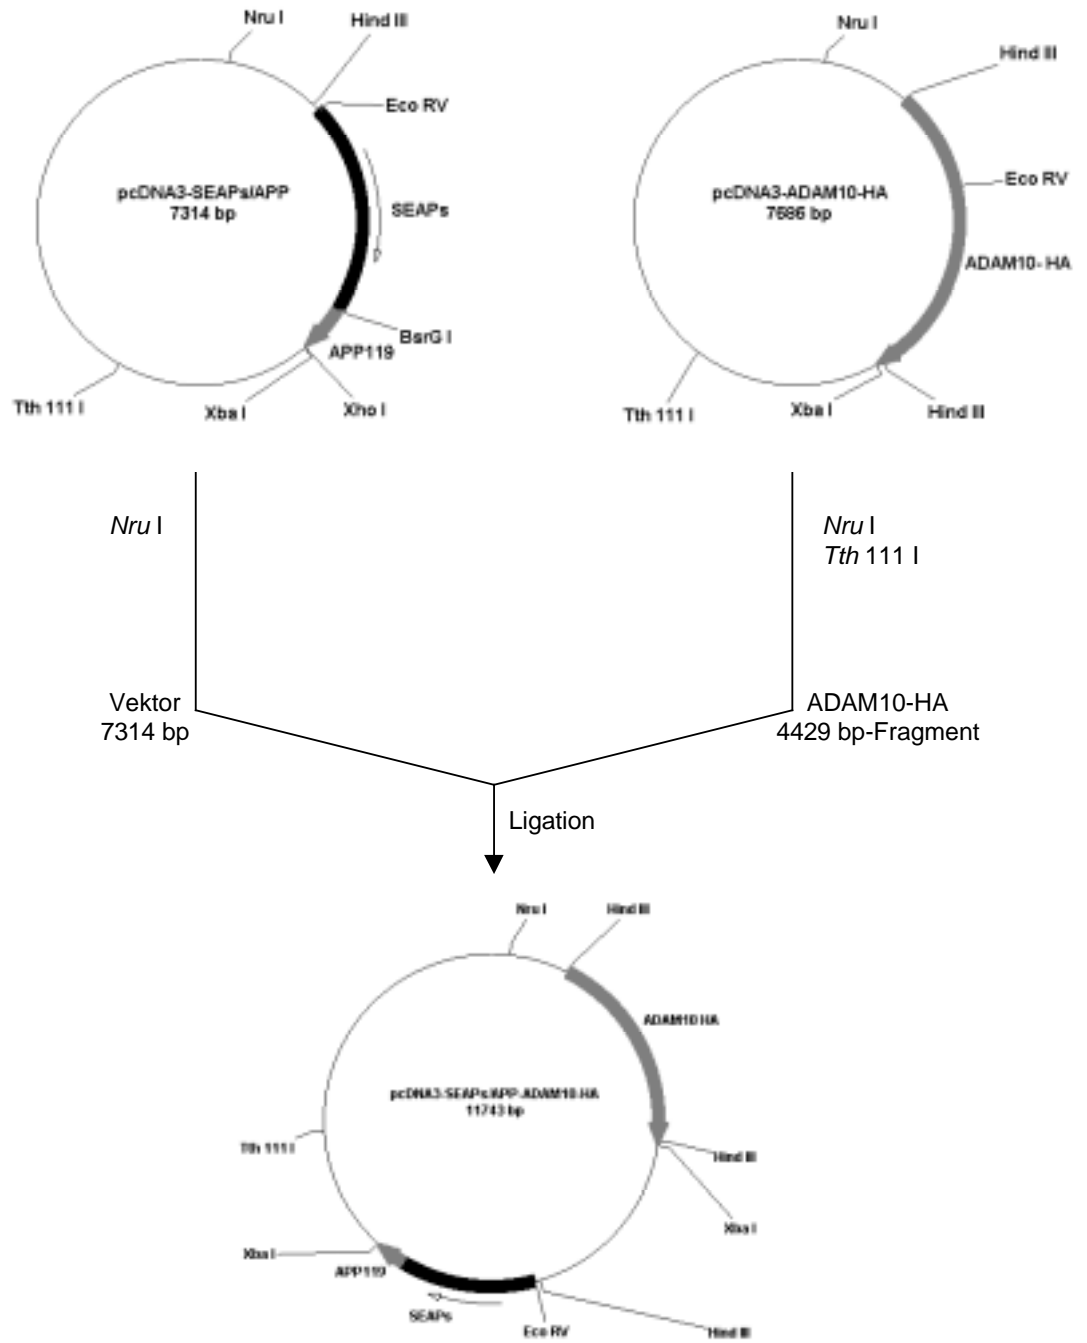 Nru I
Hind III
Eco RV
pcDNA3-SEAPs/APP
7314 bp
SEAPs
BsrG I
APP119
Tth 111 I
Xba I
Xho I
Nru I
Hind III
Eco RV
pcDNA3-ADAM10-HA
7686 bp
ADAM10- HA
Tth 111 I
Xba I
Hind III
Nru I
Nru I
Tth 111 I
Vektor
7314 bp
ADAM10-HA
4429 bp-Fragment
Ligation
Nru I
Hind III
ADAM10 HA
pcDNA3-SEAPs/APP-ADAM10-HA
11743 bp
Tth 111 I
Hind III
Xba I
Xba I
APP119
SEAPs
Eco RV
Hind III